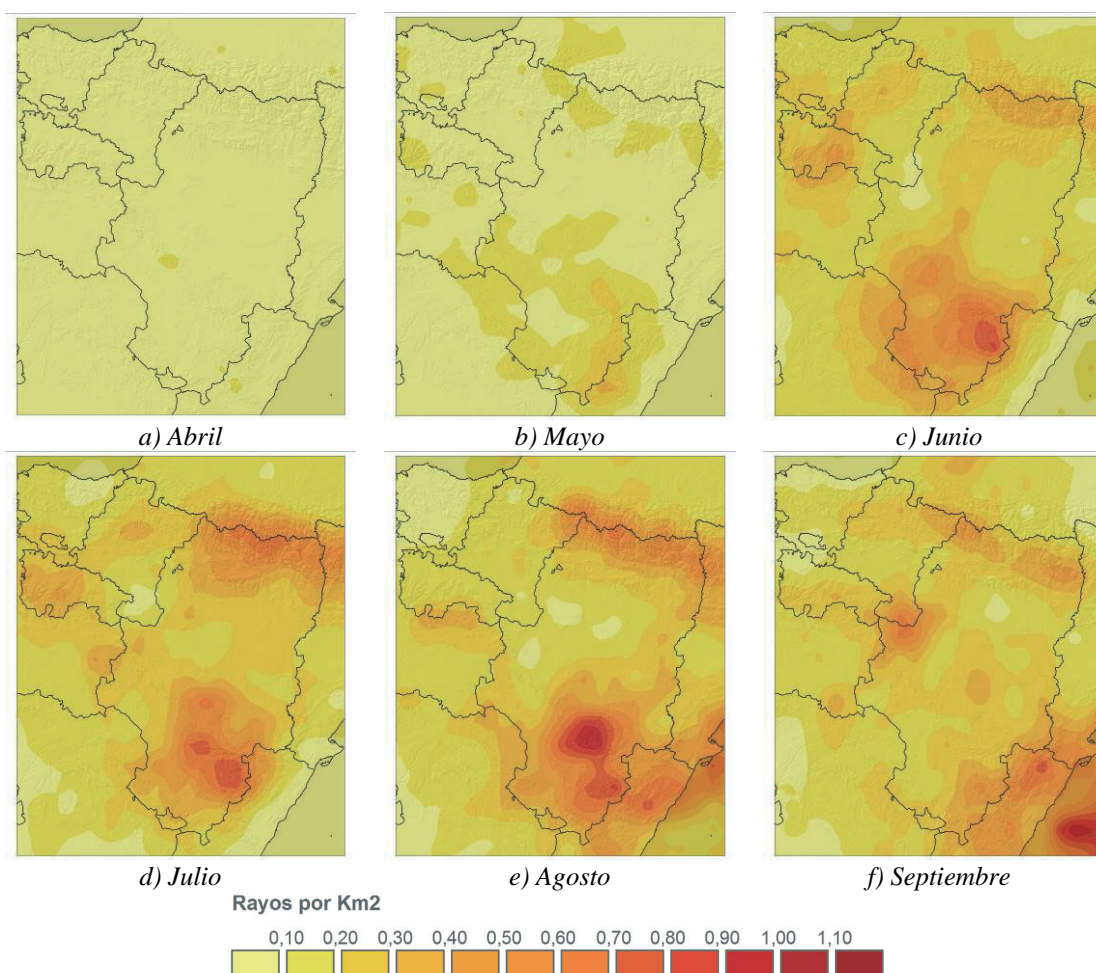 a) Abril
b) Mayo
c) Junio
d) Julio
e) Agosto
f) Septiembre
Rayos por Km2
0,10 0,20 0,30 0,40 0,50 0,60 0,70 0,80 0,90 1,00 1,10